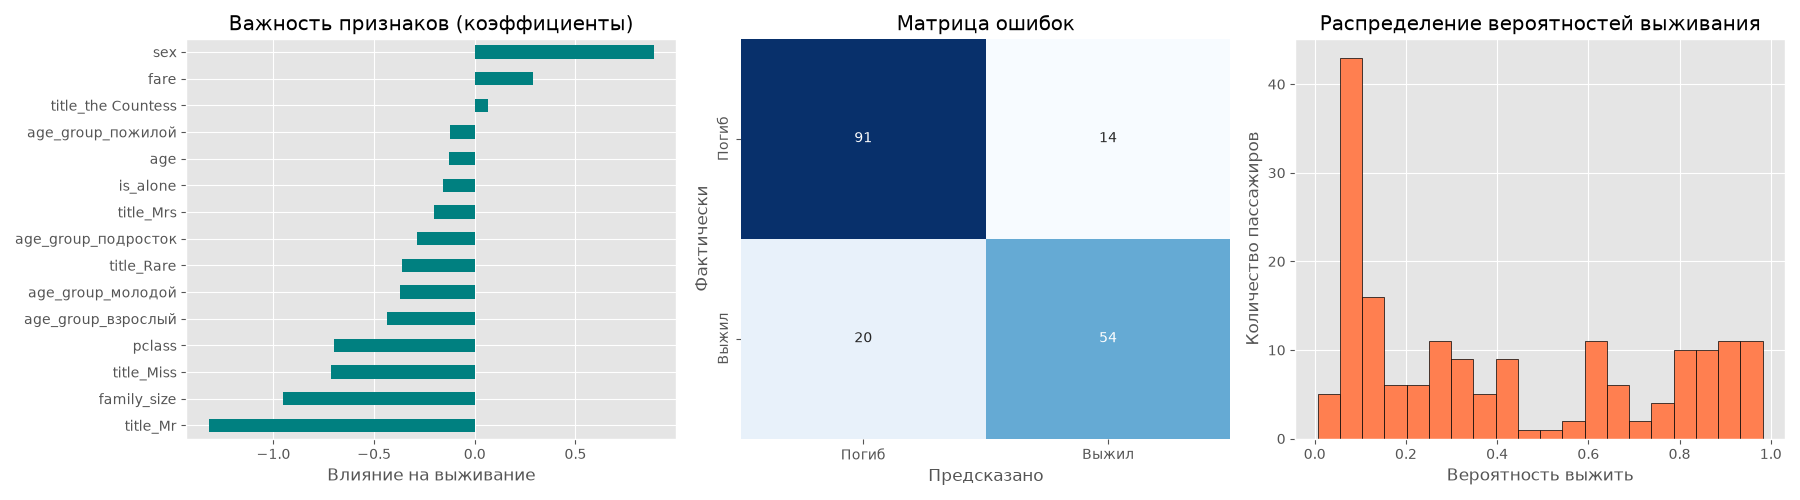 Важность признаков (коэффициенты)
sex
fare
title_the Countess
age_group_пожилой
age
is_alone
title_Mrs
age_group_подросток
title_Rare
age_group_молодой
age_group_взрослый
pclass
title_Miss
family_size
title_Mr
−1.0 −0.5 0.0 0.5
Влияние на выживание
Матрица ошибок
Фактически
Погиб
Выжил
91 14
20 54
Погиб Выжил
Предсказано
Распределение вероятностей выживания
Количество пассажиров
40
30
20
10
0
0.0 0.2 0.4 0.6 0.8 1.0
Вероятность выжить